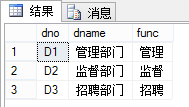 结果 消息
dno dname func
1 D1 管理部门 管理
2 D2 监督部门 监督
3 D3 招聘部门 招聘